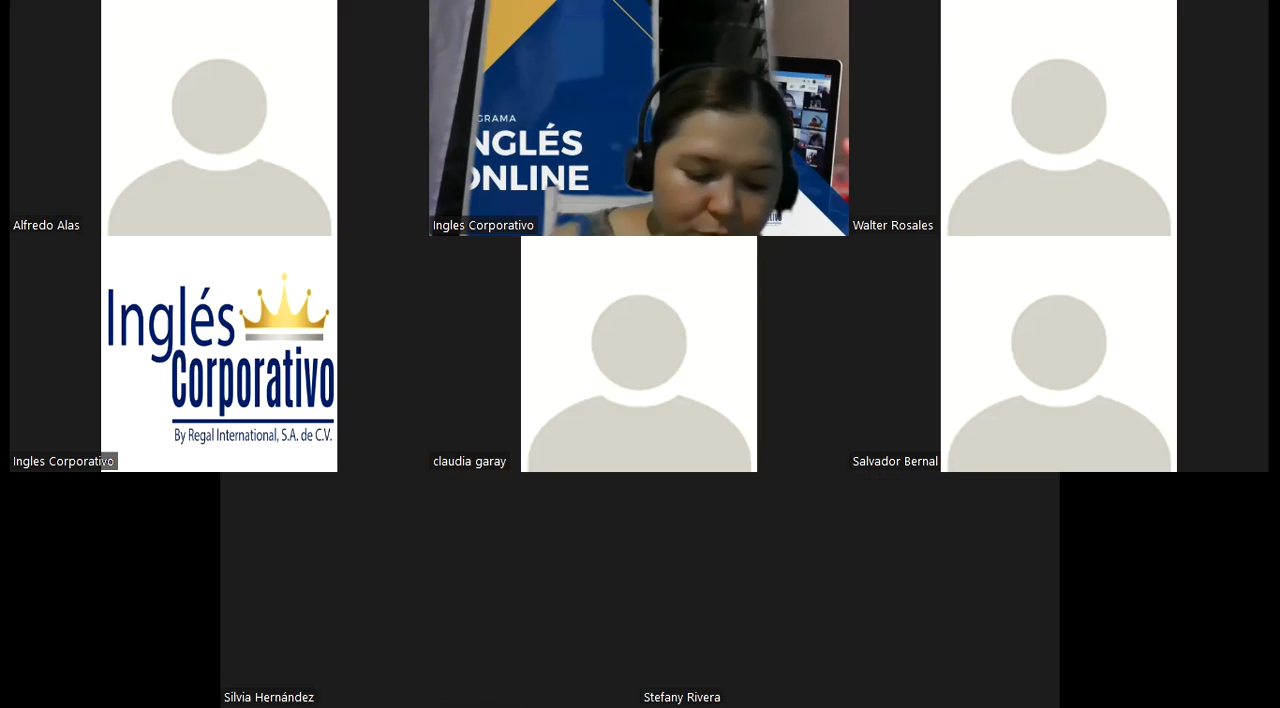 GRAMA
NGLÉS
ONLINE
Alfredo Alas
Ingles Corporativo
Walter Rosales
Inglés
Corporativo
By Regal International, S.A. de C.V.
Ingles Corporativo
claudia garay
Salvador Bernal
Silvia Hernández
Stefany Rivera